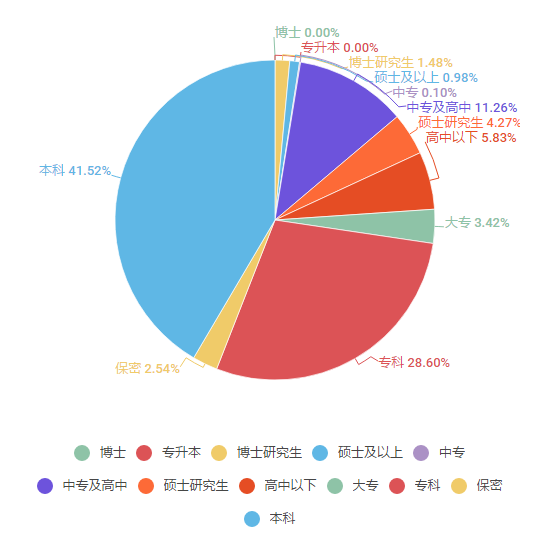 博士 0.00%
专升本 0.00%
博士研究生 1.48%
硕士及以上 0.98%
中专 0.10%
中专及高中 11.26%
硕士研究生 4.27%
高中以下 5.83%
本科 41.52%
大专 3.42%
专科 28.60%
保密 2.54%
博士 专升本 博士研究生 硕士及以上 中专
中专及高中 硕士研究生 高中以下 大专 专科 保密
本科